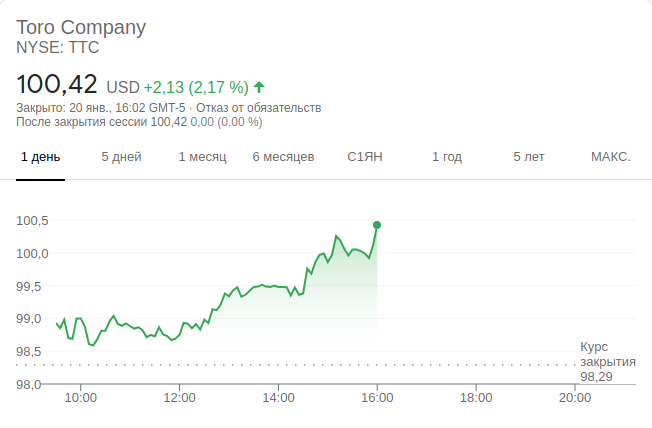 Toro Company
NYSE: TTC
100,42 USD +2,13 (2,17 %)
Закрыто: 20 янв., 16:02 GMT-5 · Отказ от обязательств
После закрытия сессии 100,42 0,00 (0,00 %)
1 день 5 дней 1 месяц 6 месяцев С1ЯН 1 год 5 лет МАКС.
100,5
100,0
99,5
99,0
98,5
98,0
Курс
закрытия
98,29
10:00 12:00 14:00 16:00 18:00 20:00